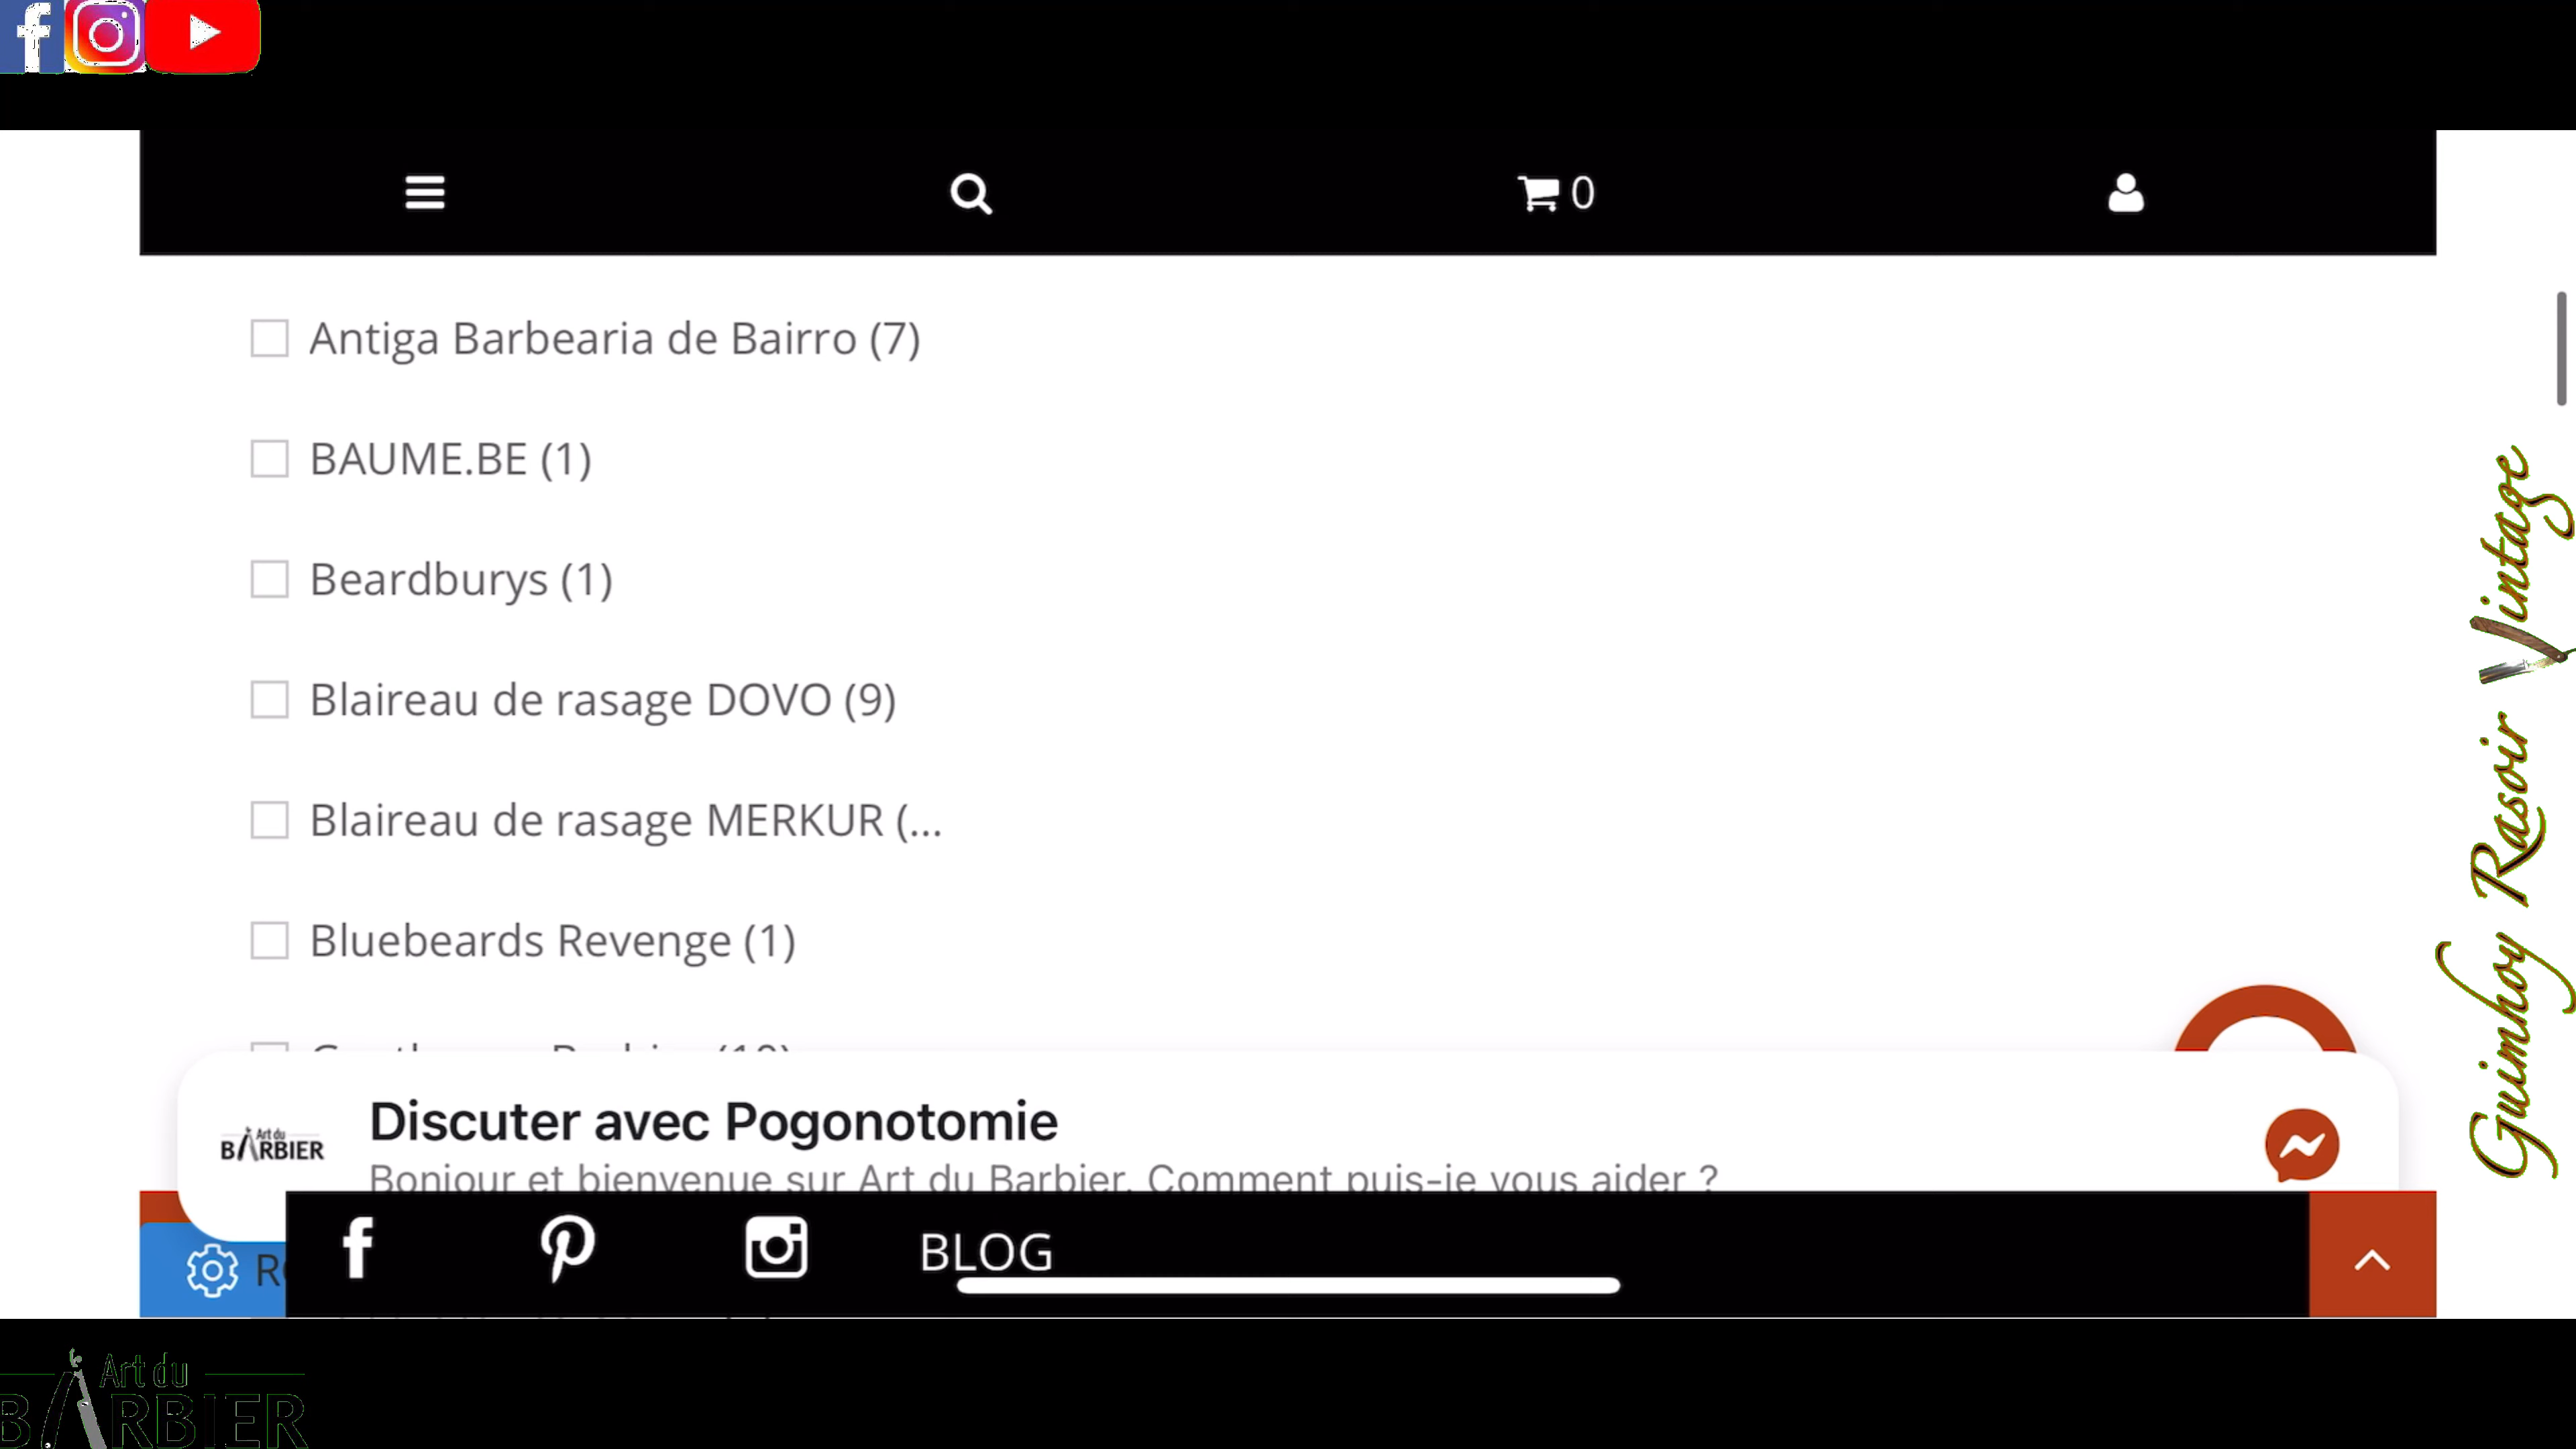 0
Antiga Barbearia de Bairro (7)
BAUME.BE (1)
Beardburys (1)
Blaireau de rasage DOVO (9)
Blaireau de rasage MERKUR (...
Bluebeards Revenge (1)
Discuter avec Pogonotomie
Art du
BARBIER
Bonjour et bienvenue sur Art du Barbier. Comment puis-je vous aider ?
BLOG
Guimhoy Rasoir Vintage
Art du
BARBIER